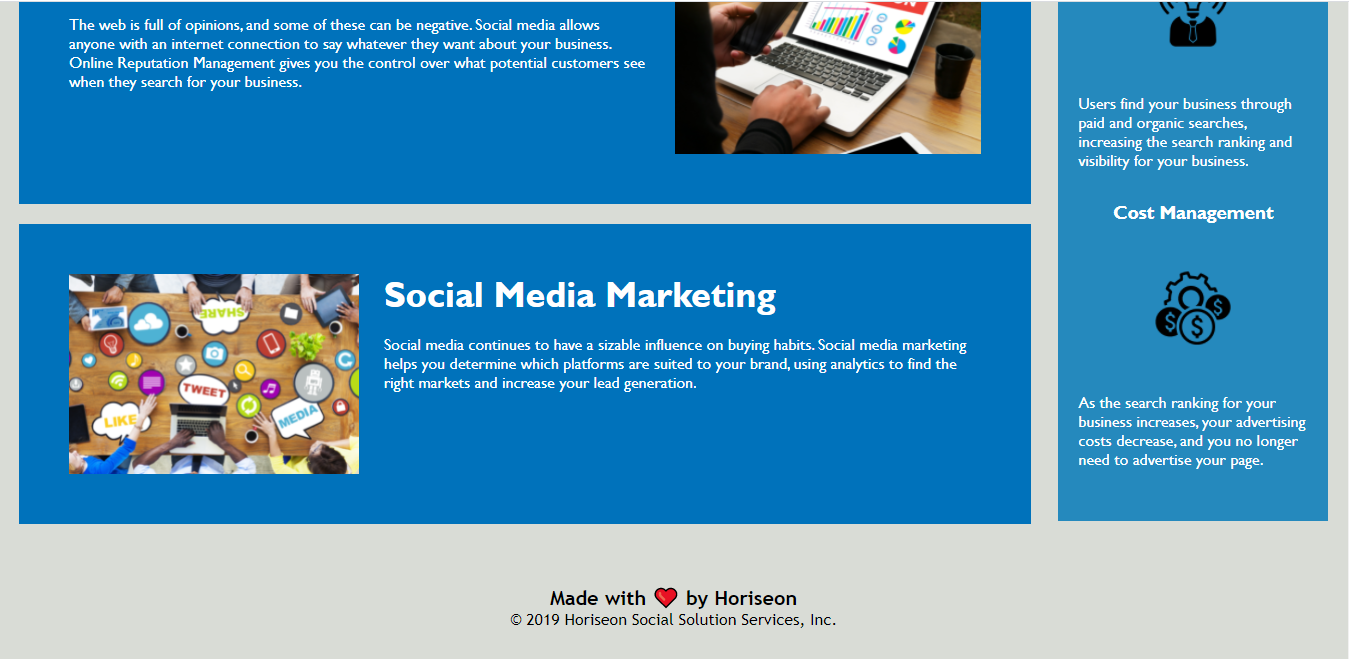 The web is full of opinions, and some of these can be negative. Social media allows
anyone with an internet connection to say whatever they want about your business.
Online Reputation Management gives you the control over what potential customers see
when they search for your business.
Users find your business through
paid and organic searches,
increasing the search ranking and
visibility for your business.
Cost Management
As the search ranking for your
business increases, your advertising
costs decrease, and you no longer
need to advertise your page.
Social Media Marketing
Social media continues to have a sizable influence on buying habits. Social media marketing
helps you determine which platforms are suited to your brand, using analytics to find the
right markets and increase your lead generation.
SHARE
TWEET
LIKE
MEDIA
Made with ❤️ by Horiseon
© 2019 Horiseon Social Solution Services, Inc.